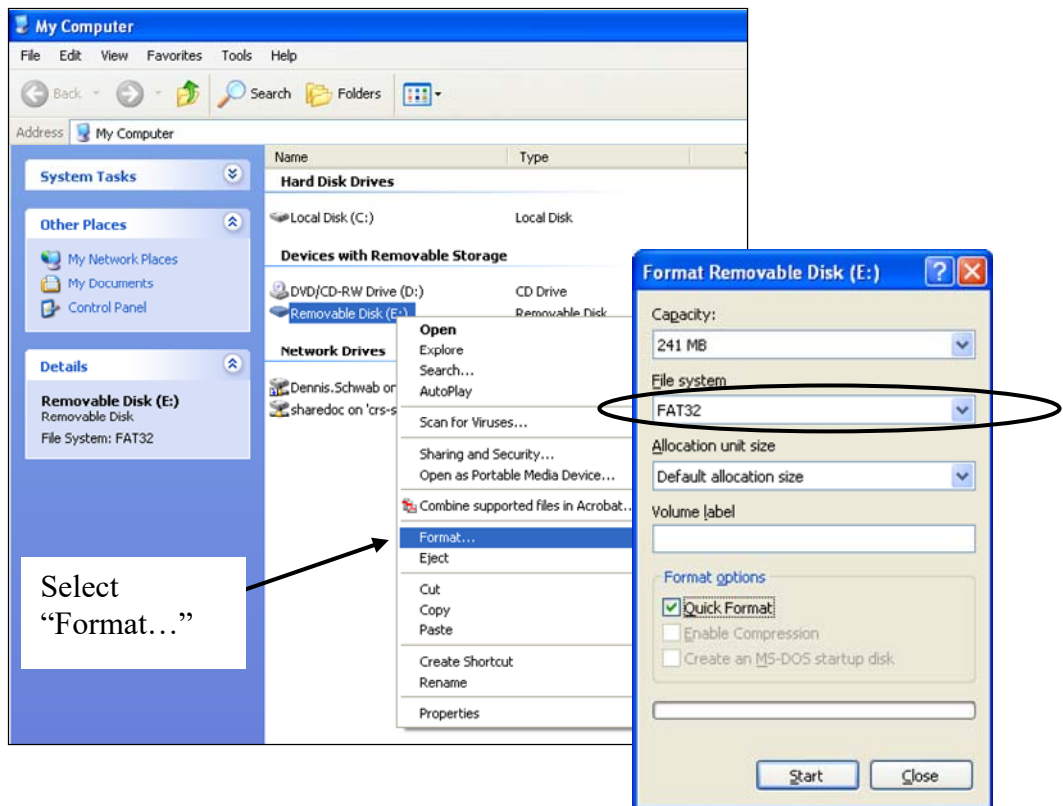 My Computer
File Edit View Favorites Tools Help
Back Search Folders
Address My Computer
System Tasks
Other Places
My Network Places
My Documents
Control Panel
Details
Removable Disk (E:)
Removable Disk
File System: FAT32
Name Type
Hard Disk Drives
Local Disk (C:) Local Disk
Devices with Removable Storage
DVD/CD-RW Drive (D:) CD Drive
Removable Disk (E:) Removable Disk
Network Drives
Dennis.Schwab on
sharedoc on 'crs-s
Open
Explore
Search...
AutoPlay
Scan for Viruses...
Sharing and Security...
Open as Portable Media Device...
Combine supported files in Acrobat..
Format...
Eject
Cut
Copy
Paste
Create Shortcut
Rename
Properties
Select
“Format…”
Format Removable Disk (E:)
Capacity:
241 MB
File system
FAT32
Allocation unit size
Default allocation size
Volume label
Format options
Quick Format
Enable Compression
Create an MS-DOS startup disk
Start Close